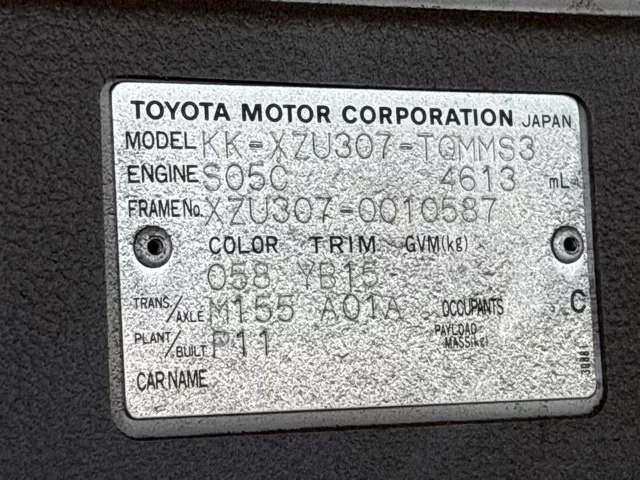 TOYOTA MOTOR CORPORATION JAPAN
MODEL KK-XZU307-TQMMS3
ENGINE S05C 4613 mL
FRAME No. XZU307-0010587
COLOR TRIM GVM(kg)
058 YB15
TRANS/AXLE M155 A01A OCCUPANTS C
PAYLOAD MASS(kg)
PLANT/BUILT P11
CAR NAME